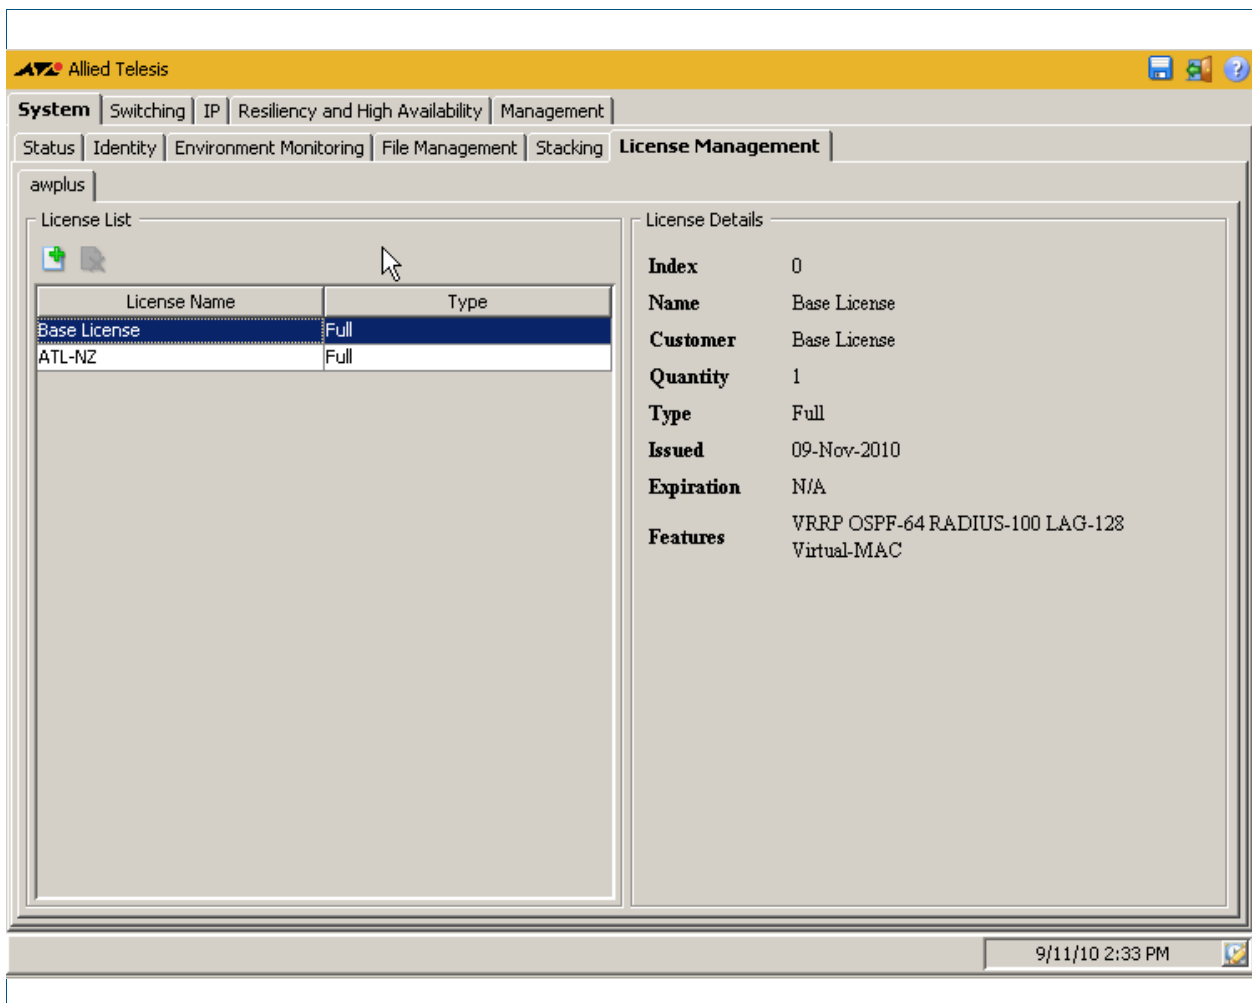 Allied Telesis
System Switching IP Resiliency and High Availability Management
Status Identity Environment Monitoring File Management Stacking License Management
awplus
License List
License Name Type
Base License Full
ATL-NZ Full
License Details
Index 0
Name Base License
Customer Base License
Quantity 1
Type Full
Issued 09-Nov-2010
Expiration N/A
Features VRRP OSPF-64 RADIUS-100 LAG-128
Virtual-MAC
9/11/10 2:33 PM